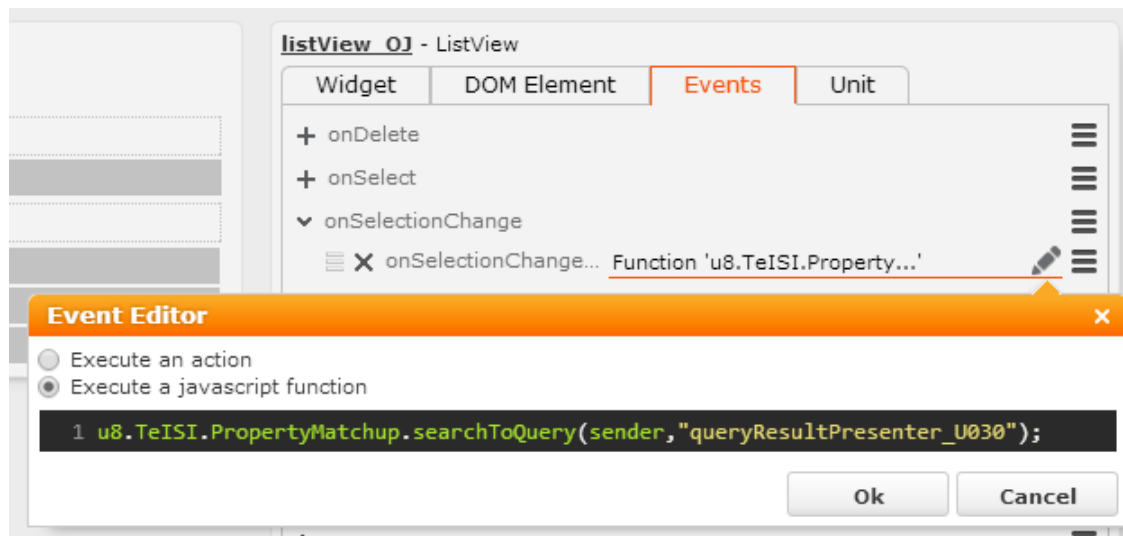 listView_OJ - ListView
Widget DOM Element Events Unit
onDelete
onSelect
onSelectionChange
onSelectionChange... Function 'u8.TeISI.Property...'
Event Editor
Execute an action
Execute a javascript function
1 u8.TeISI.PropertyMatchup.searchToQuery(sender,"queryResultPresenter_U030");
Ok Cancel